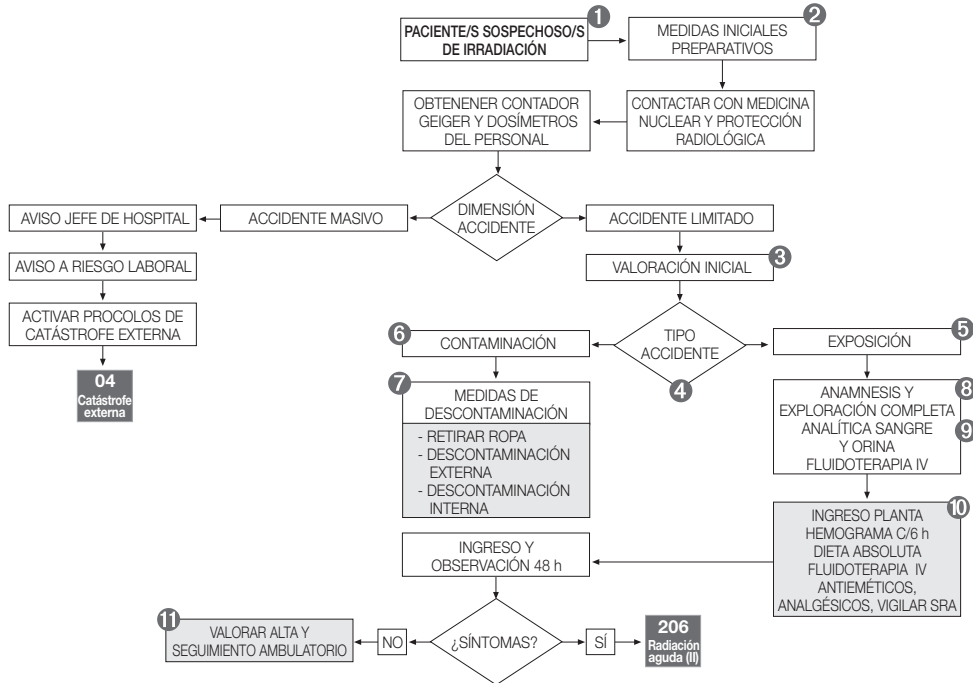 1
PACIENTE/S SOSPECHOSO/S
DE IRRADIACIÓN
2
MEDIDAS INICIALES
PREPARATIVOS
OBTENENER CONTADOR
GEIGER Y DOSÍMETROS
DEL PERSONAL
CONTACTAR CON MEDICINA
NUCLEAR Y PROTECCIÓN
RADIOLÓGICA
AVISO JEFE DE HOSPITAL
ACCIDENTE MASIVO
DIMENSIÓN
ACCIDENTE
ACCIDENTE LIMITADO
AVISO A RIESGO LABORAL
3
VALORACIÓN INICIAL
ACTIVAR PROCOLOS DE
CATÁSTROFE EXTERNA
04
Catástrofe
externa
6
CONTAMINACIÓN
TIPO
ACCIDENTE
4
5
EXPOSICIÓN
7
MEDIDAS DE
DESCONTAMINACIÓN
- RETIRAR ROPA
- DESCONTAMINACIÓN
EXTERNA
- DESCONTAMINACIÓN
INTERNA
8
ANAMNESIS Y
EXPLORACIÓN COMPLETA
ANALÍTICA SANGRE
9
Y ORINA
FLUIDOTERAPIA IV
10
INGRESO PLANTA
HEMOGRAMA C/6 h
DIETA ABSOLUTA
FLUIDOTERAPIA IV
ANTIEMÉTICOS,
ANALGÉSICOS, VIGILAR SRA
INGRESO Y
OBSERVACIÓN 48 h
11
VALORAR ALTA Y
SEGUIMIENTO AMBULATORIO
NO
¿SÍNTOMAS?
SÍ
206
Radiación
aguda (II)